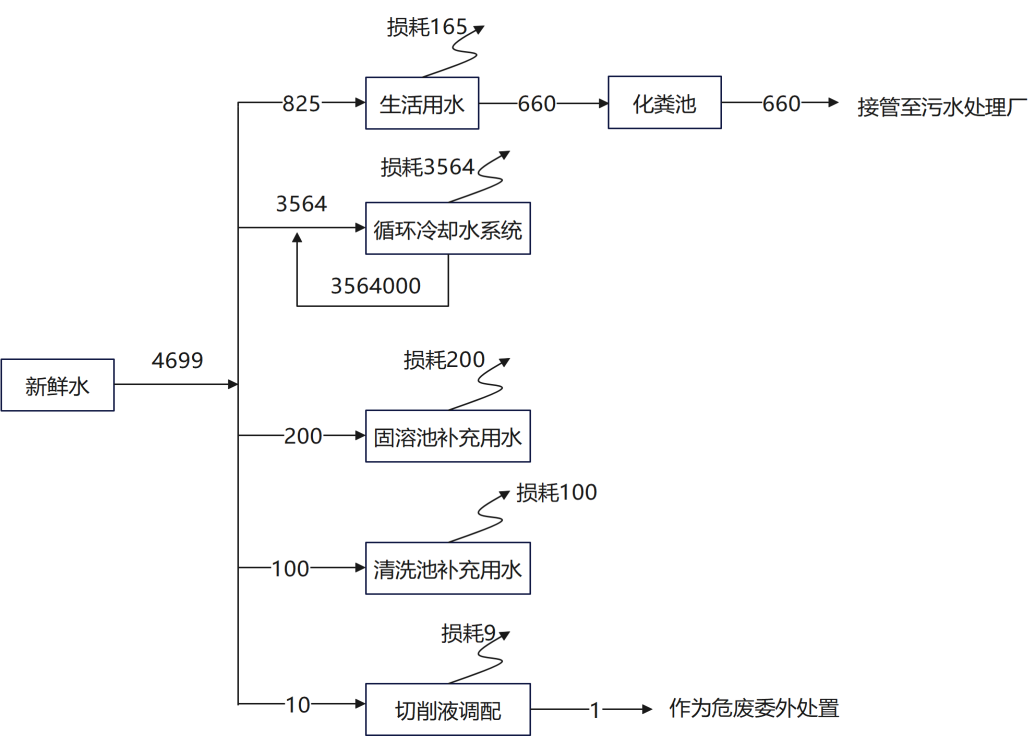 损耗165
825
生活用水
660
化粪池
660
接管至污水处理厂
损耗3564
3564
循环冷却水系统
3564000
4699
新鲜水
损耗200
200
固溶池补充用水
损耗100
100
清洗池补充用水
损耗9
10
切削液调配
1
作为危废委外处置